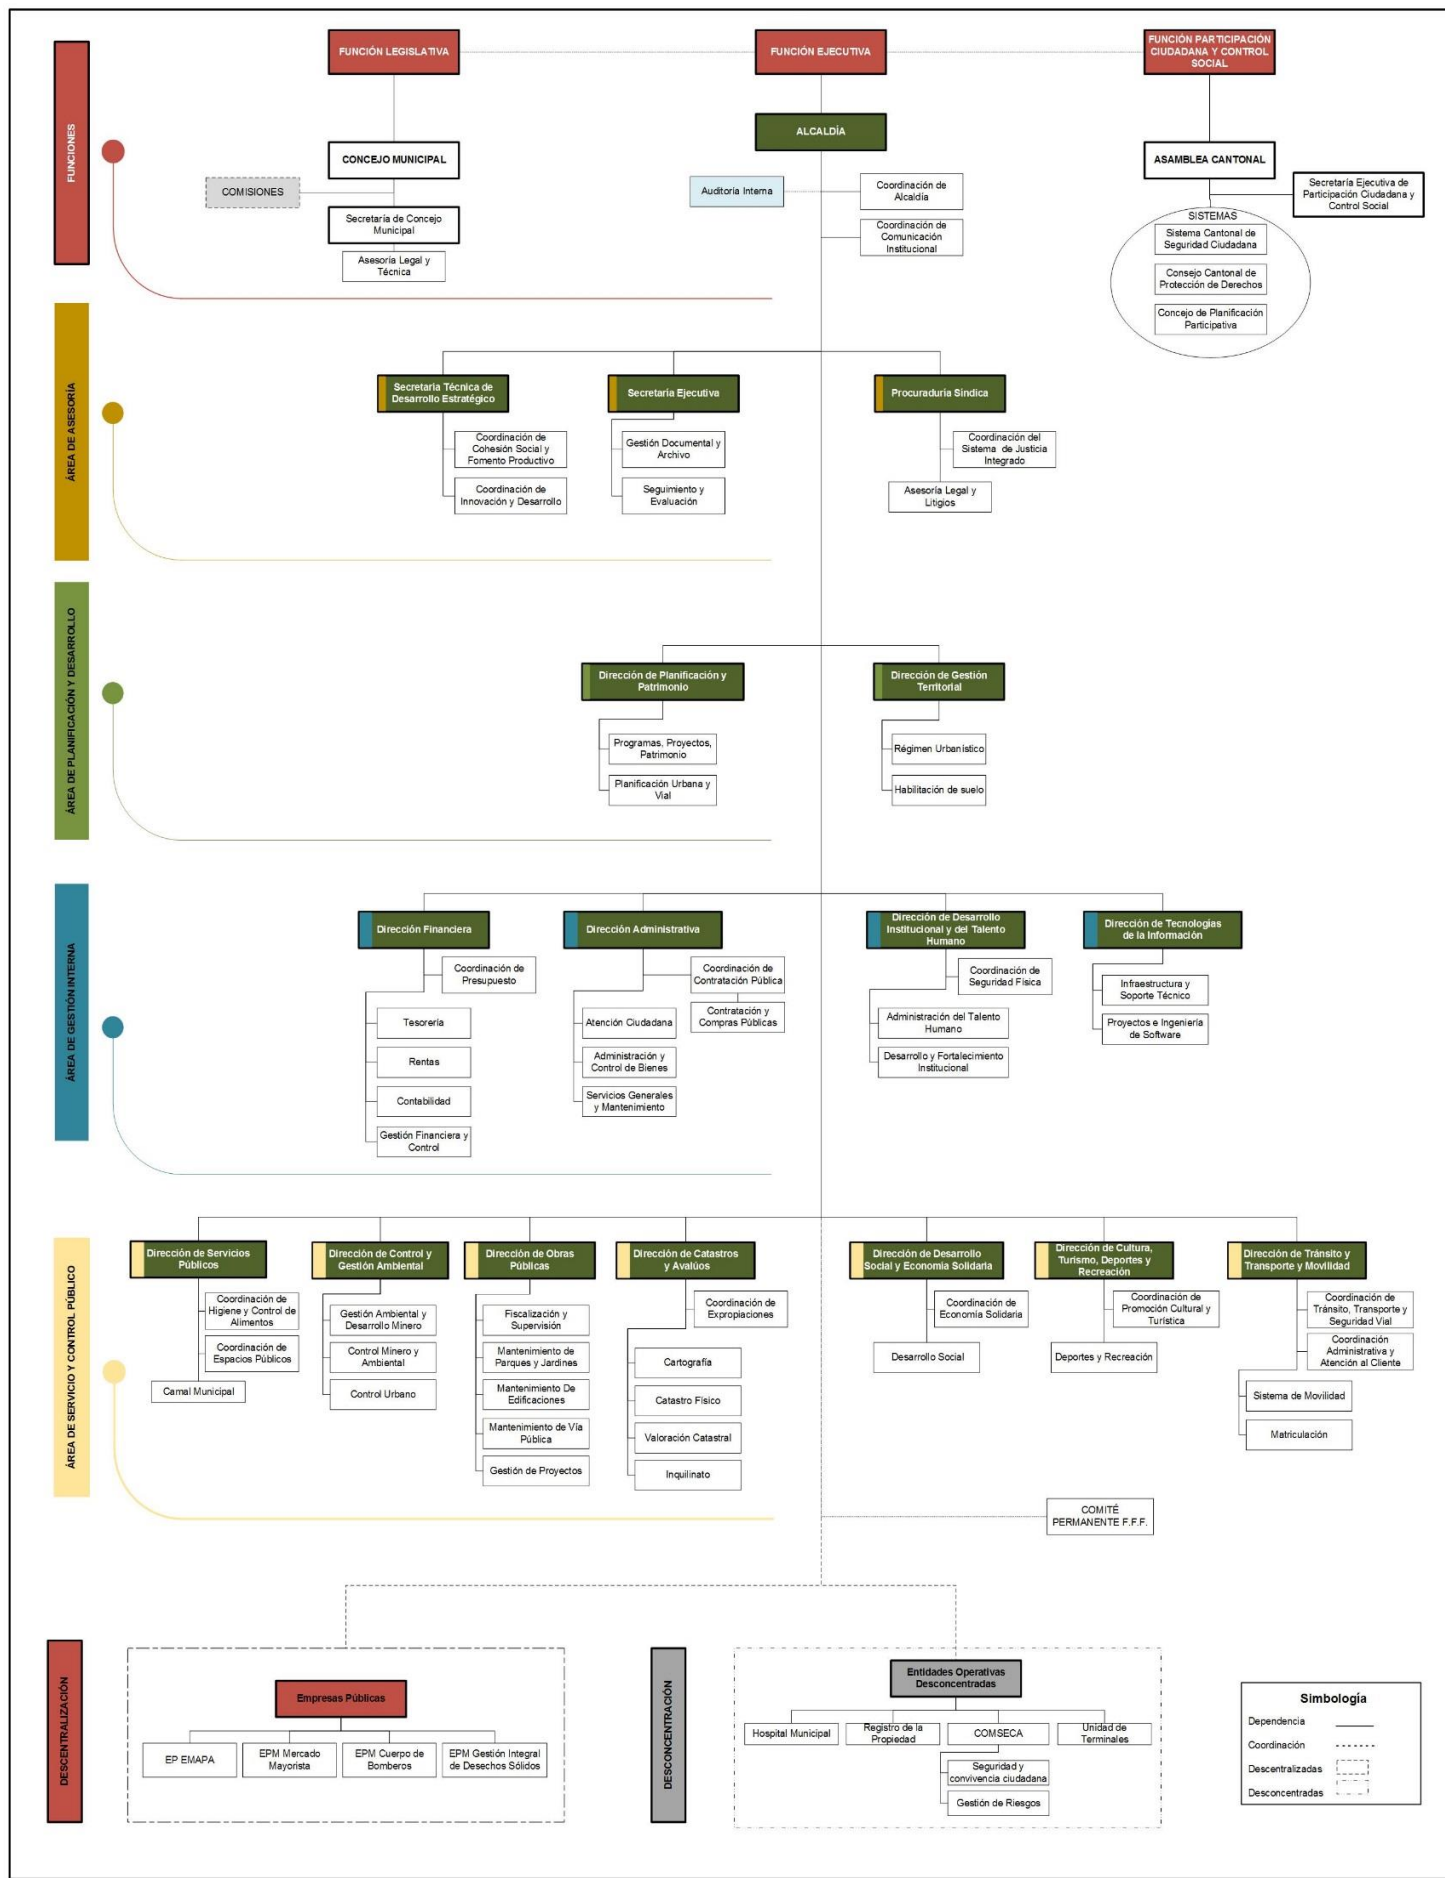 FUNCIONES
FUNCIÓN LEGISLATIVA
FUNCIÓN EJECUTIVA
FUNCIÓN PARTICIPACIÓN
CIUDADANA Y CONTROL
SOCIAL
ALCALDÍA
CONCEJO MUNICIPAL
ASAMBLEA CANTONAL
COMISIONES
Auditoría Interna
Coordinación de
Alcaldía
Secretaría Ejecutiva de
Participación Ciudadana y
Control Social
Secretaría de Concejo
Municipal
Coordinación de
Comunicación
Institucional
SISTEMAS
Sistema Cantonal de
Seguridad Ciudadana
Asesoría Legal y
Técnica
Consejo Cantonal de
Protección de Derechos
Concejo de Planificación
Participativa
ÁREA DE ASESORÍA
Secretaria Técnica de
Desarrollo Estratégico
Secretaría Ejecutiva
Procuraduría Sindica
Coordinación de
Cohesión Social y
Fomento Productivo
Gestión Documental y
Archivo
Coordinación del
Sistema de Justicia
Integrado
Coordinación de
Innovación y Desarrollo
Seguimiento y
Evaluación
Asesoría Legal y
Litigios
ÁREA DE PLANIFICACIÓN Y DESARROLLO
Dirección de Planificación y
Patrimonio
Dirección de Gestión
Territorial
Programas, Proyectos,
Patrimonio
Régimen Urbanístico
Planificación Urbana y
Vial
Habilitación de suelo
ÁREA DE GESTIÓN INTERNA
Dirección Financiera
Dirección Administrativa
Dirección de Desarrollo
Institucional y del Talento
Humano
Dirección de Tecnologías
de la Información
Coordinación de
Presupuesto
Coordinación de
Contratación Pública
Coordinación de
Seguridad Física
Infraestructura y
Soporte Técnico
Tesorería
Atención Ciudadana
Contratación y
Compras Públicas
Administración del Talento
Humano
Proyectos e Ingeniería
de Software
Rentas
Administración y
Control de Bienes
Desarrollo y Fortalecimiento
Institucional
Contabilidad
Servicios Generales
y Mantenimiento
Gestión Financiera y
Control
ÁREA DE SERVICIO Y CONTROL PÚBLICO
Dirección de Servicios
Públicos
Dirección de Control y
Gestión Ambiental
Dirección de Obras
Públicas
Dirección de Catastros
y Avalúos
Dirección de Desarrollo
Social y Economía Solidaria
Dirección de Cultura,
Turismo, Deportes y
Recreación
Dirección de Tránsito y
Transporte y Movilidad
Coordinación de
Higiene y Control de
Alimentos
Gestión Ambiental y
Desarrollo Minero
Fiscalización y
Supervisión
Coordinación de
Expropiaciones
Coordinación de
Economía Solidaria
Coordinación de
Promoción Cultural y
Turística
Coordinación de
Tránsito, Transporte y
Seguridad Vial
Coordinación de
Espacios Públicos
Control Minero y
Ambiental
Mantenimiento de
Parques y Jardines
Cartografía
Desarrollo Social
Deportes y Recreación
Coordinación
Administrativa y
Atención al Cliente
Camal Municipal
Control Urbano
Mantenimiento De
Edificaciones
Catastro Físico
Sistema de Movilidad
Mantenimiento de Vía
Pública
Valoración Catastral
Matriculación
Gestión de Proyectos
Inquilinato
COMITÉ
PERMANENTE F.F.F.
DESCENTRALIZACIÓN
Empresas Públicas
EP EMAPA
EPM Mercado
Mayorista
EPM Cuerpo de
Bomberos
EPM Gestión Integral
de Desechos Sólidos
DESCONCENTRACIÓN
Entidades Operativas
Desconcentradas
Hospital Municipal
Registro de la
Propiedad
COMSECA
Unidad de
Terminales
Seguridad y
convivencia ciudadana
Gestión de Riesgos
Simbología
Dependencia
Coordinación
Descentralizadas
Desconcentradas